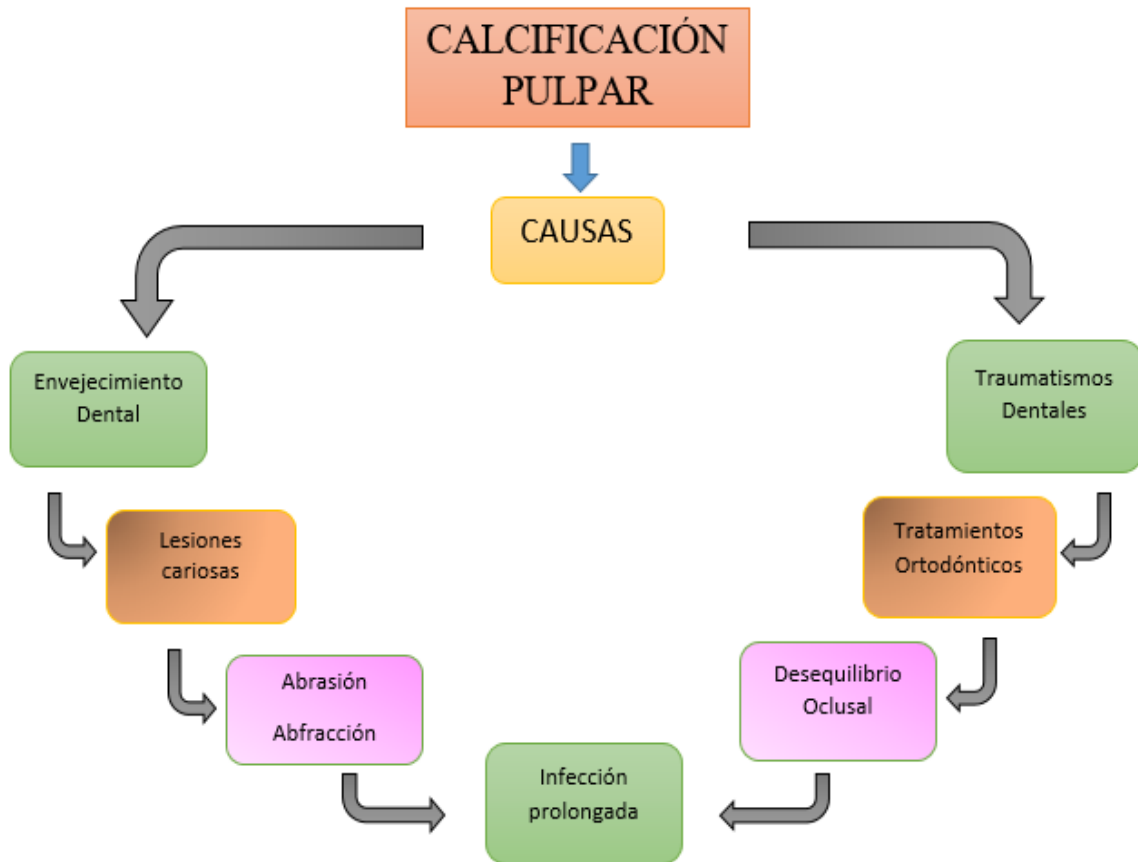 CALCIFICACIÓN
PULPAR
CAUSAS
Envejecimiento
Dental
Traumatismos
Dentales
Lesiones
cariosas
Tratamientos
Ortodónticos
Abrasión
Abfracción
Desequilibrio
Oclusal
Infección
prolongada